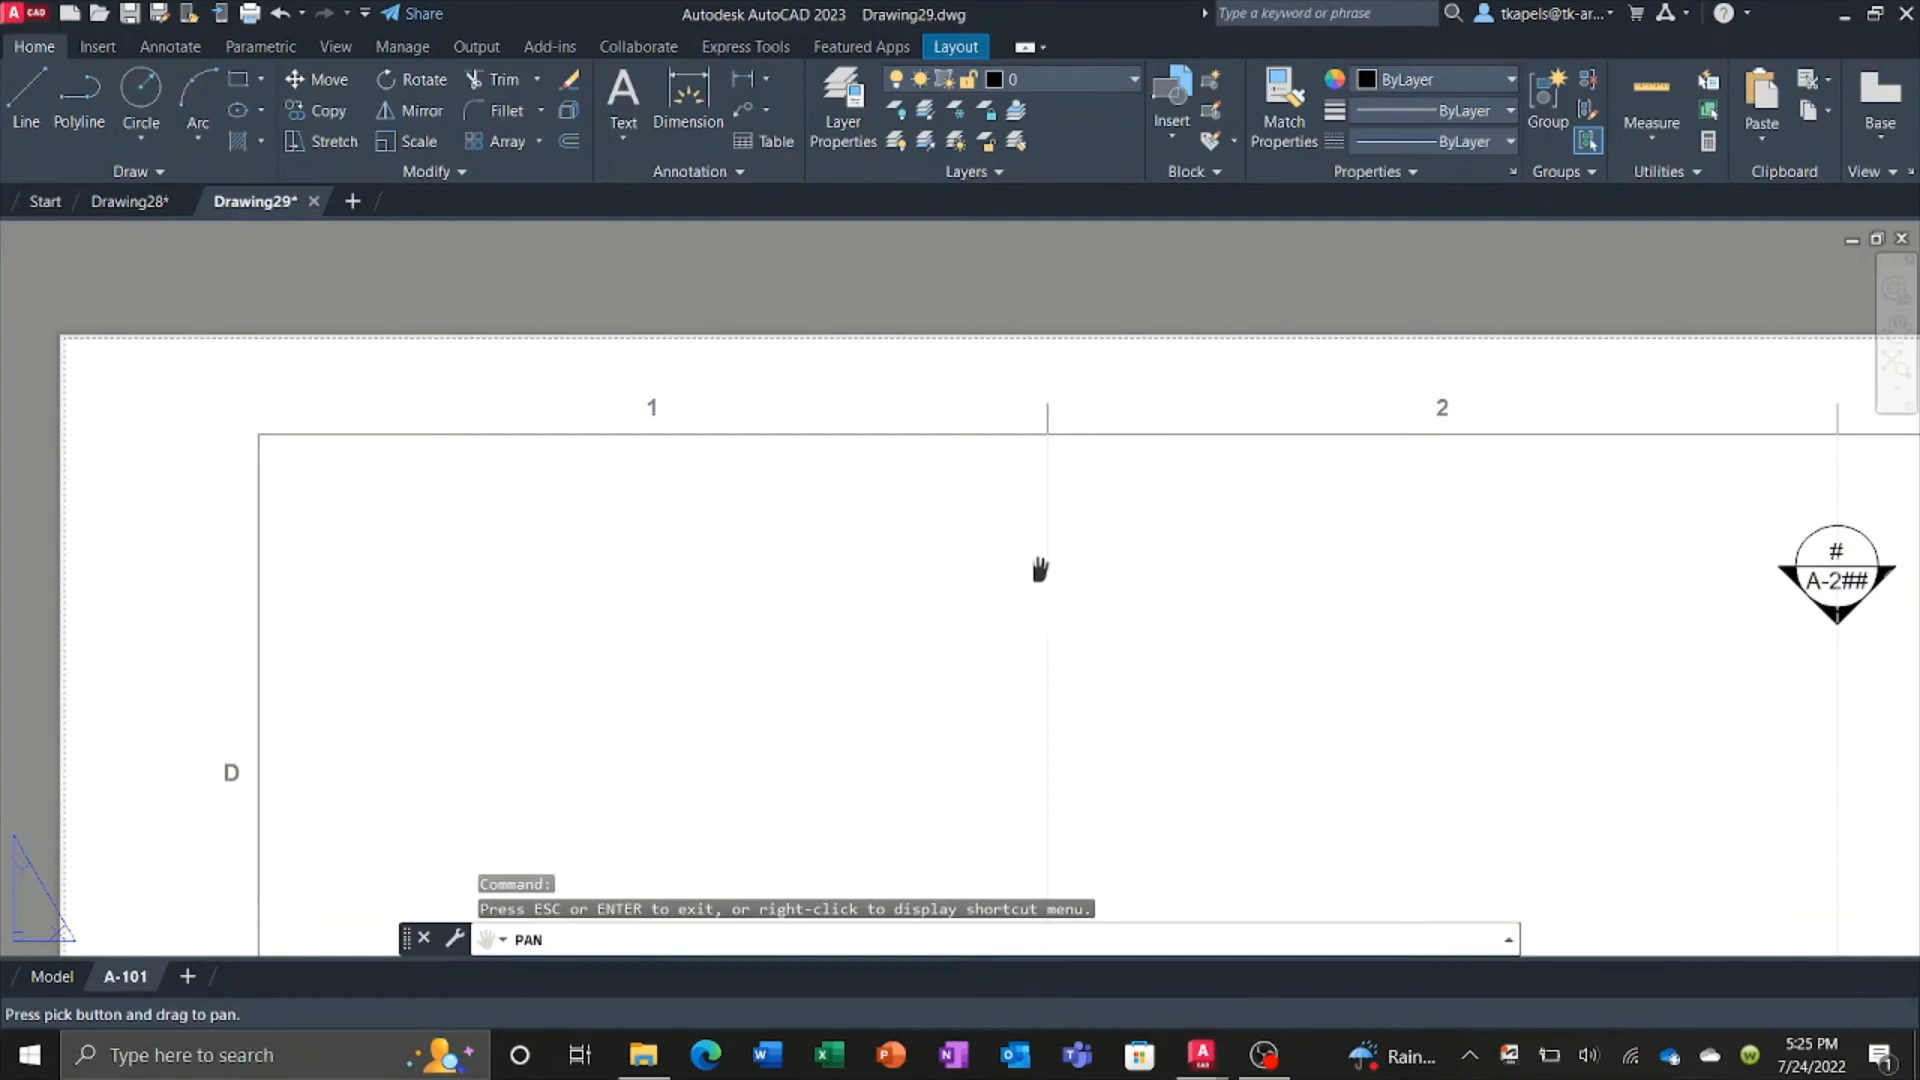 A CAD
Share
Autodesk AutoCAD 2023 Drawing29.dwg
Type a keyword or phrase
tkapels@tk-ar...
Home Insert Annotate Parametric View Manage Output Add-ins Collaborate Express Tools Featured Apps Layout
Line Polyline Circle Arc
Move Rotate Trim
Copy Mirror Fillet
Stretch Scale Array
Text Dimension Table
Layer Properties
0
Insert
Match Properties
ByLayer
ByLayer
ByLayer
Group
Measure
Paste
Base
Draw Modify Annotation Layers Block Properties Groups Utilities Clipboard View
Start Drawing28* Drawing29*
1 2
#
A-2##
D
Command:
Press ESC or ENTER to exit, or right-click to display shortcut menu.
PAN
Model A-101
Press pick button and drag to pan.
Type here to search
Rain...
5:25 PM
7/24/2022
1